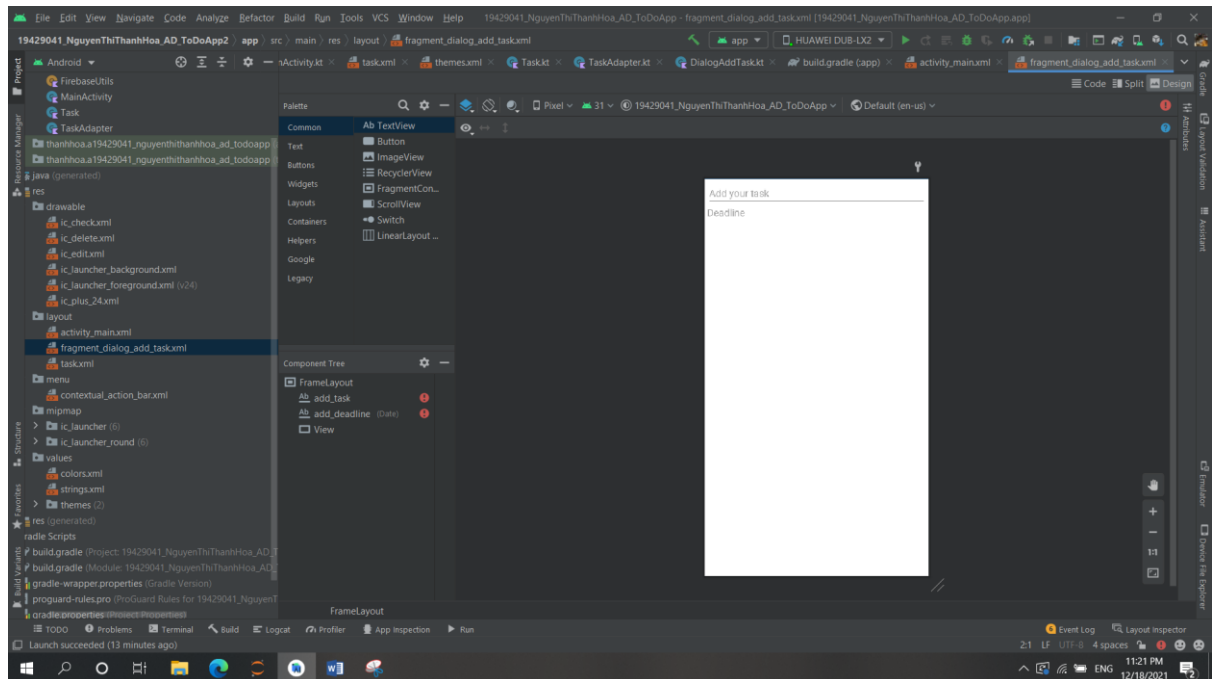 File Edit View Navigate Code Analyze Refactor Build Run Tools VCS Window Help 19429041_NguyenThiThanhHoa_AD_ToDoApp - fragment_dialog_add_task.xml [19429041_NguyenThiThanhHoa_AD_ToDoApp.app]
19429041_NguyenThiThanhHoa_AD_ToDoApp2 app src main res layout fragment_dialog_add_task.xml app HUAWEI DUB-LX2
Android nActivity.kt task.xml themes.xml Task.kt TaskAdapter.kt DialogAddTask.kt build.gradle (:app) activity_main.xml fragment_dialog_add_task.xml
Code Split Design
Project
Resource Manager
Structure
Favorites
Build Variants
FirebaseUtils
MainActivity
Task
TaskAdapter
thanhhoa.a19429041_nguyenthithanhhoa_ad_todoapp
thanhhoa.a19429041_nguyenthithanhhoa_ad_todoapp
java (generated)
res
drawable
ic_check.xml
ic_delete.xml
ic_edit.xml
ic_launcher_background.xml
ic_launcher_foreground.xml (v24)
ic_plus_24.xml
layout
activity_main.xml
fragment_dialog_add_task.xml
task.xml
menu
contextual_action_bar.xml
mipmap
ic_launcher (6)
ic_launcher_round (6)
values
colors.xml
strings.xml
themes (2)
res (generated)
radle Scripts
build.gradle (Project: 19429041_NguyenThiThanhHoa_AD_T
build.gradle (Module: 19429041_NguyenThiThanhHoa_AD_
gradle-wrapper.properties (Gradle Version)
proguard-rules.pro (ProGuard Rules for 19429041_NguyenT
gradle.properties (Project Properties)
Palette
Common
Text
Buttons
Widgets
Layouts
Containers
Helpers
Google
Legacy
Ab TextView
Button
ImageView
RecyclerView
FragmentCon...
ScrollView
Switch
LinearLayout ...
Component Tree
FrameLayout
Ab add_task
Ab add_deadline (Date)
View
Pixel 31 19429041_NguyenThiThanhHoa_AD_ToDoApp Default (en-us)
Add your task
Deadline
1:1
Gradle
Attributes
Layout Validation
Assistant
Emulator
Device File Explorer
FrameLayout
TODO Problems Terminal Build Logcat Profiler App Inspection Run 6 Event Log Layout Inspector
Launch succeeded (13 minutes ago) 2:1 LF UTF-8 4 spaces
ENG 11:21 PM
12/18/2021 2